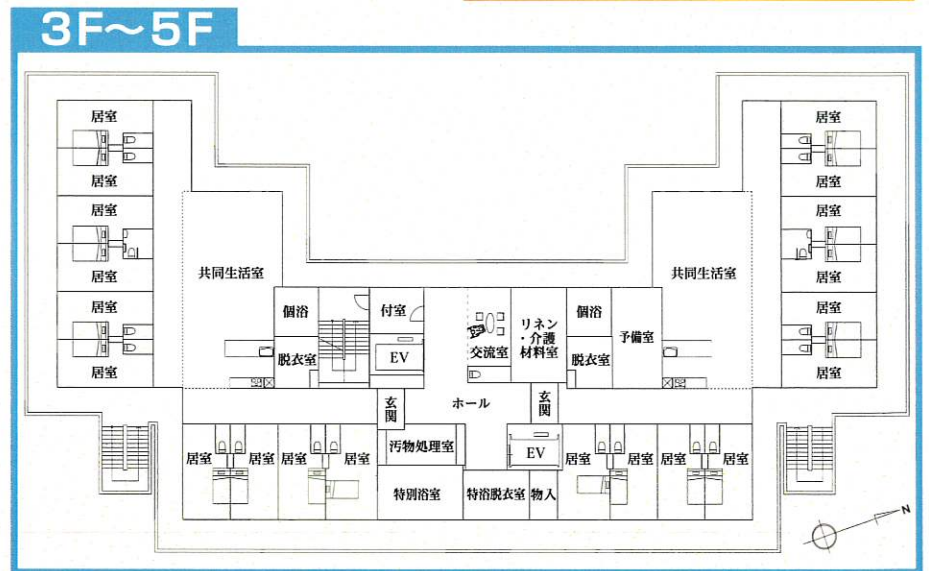 3F～5F
居室
居室
居室
居室
居室
居室
居室
居室
居室
居室
居室
居室
共同生活室
共同生活室
個浴
付室
交流室
リネン
・介護
材料室
個浴
予備室
脱衣室
EV
脱衣室
玄関
ホール
玄関
汚物処理室
EV
居室
居室
居室
居室
居室
居室
居室
居室
特別浴室
特浴脱衣室
物入
N